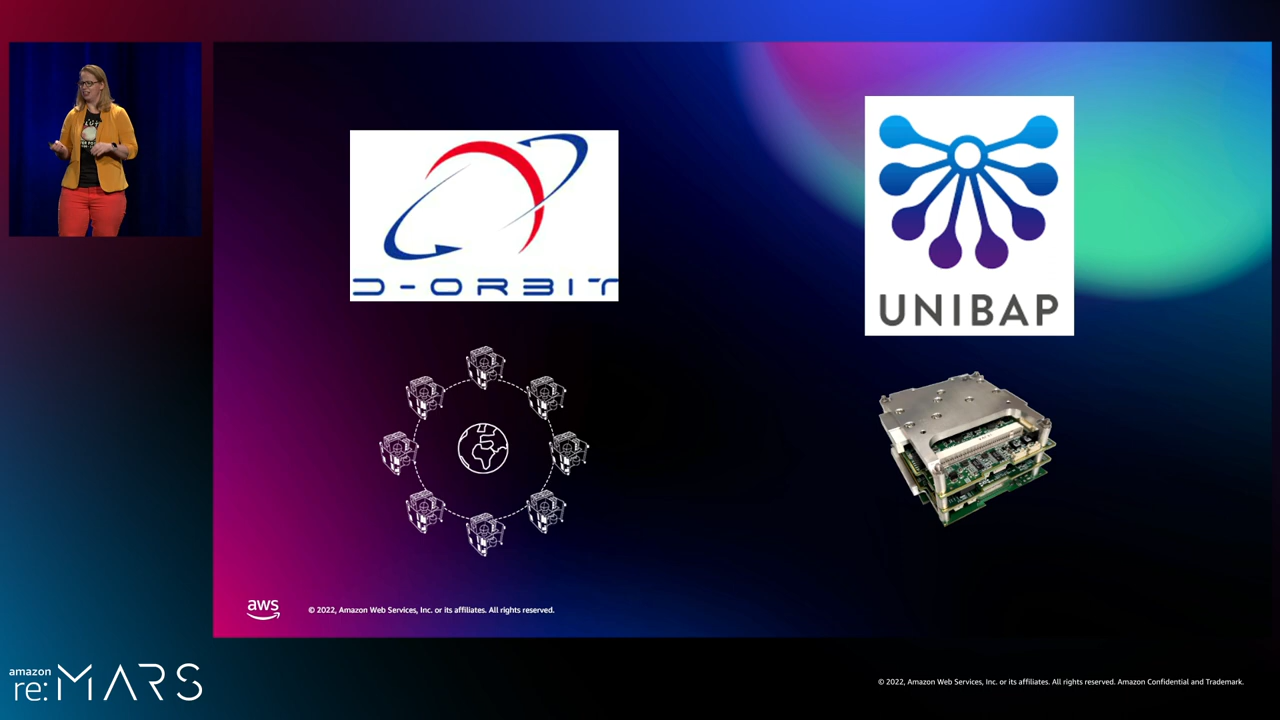 D-ORBIT
UNIBAP
aws
© 2022, Amazon Web Services, Inc. or its affiliates. All rights reserved.
amazon
re:MARS
© 2022, Amazon Web Services, Inc. or its affiliates. All rights reserved. Amazon Confidential and Trademark.